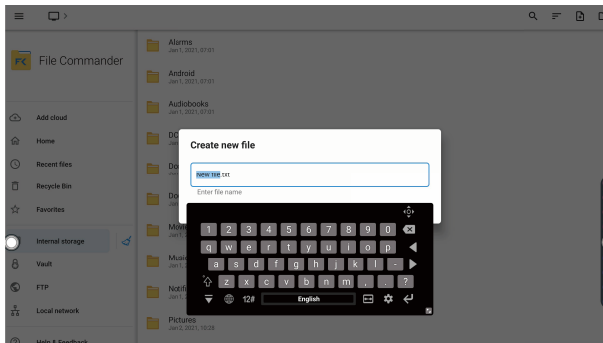 File Commander
Add cloud
Home
Recent files
Recycle Bin
Favorites
Internal storage
Vault
FTP
Local network
Help & Feedback
Alarms
Jan 1, 2021, 07:01
Android
Jan 1, 2021, 07:01
Audiobooks
Jan 1, 2021, 07:01
Create new file
New file.txt
Enter file name
1 2 3 4 5 6 7 8 9 0
q w e r t y u i o p
a s d f g h j k l -
z x c v b n m , . ?
12# English
Pictures
Jan 2, 2021, 10:28